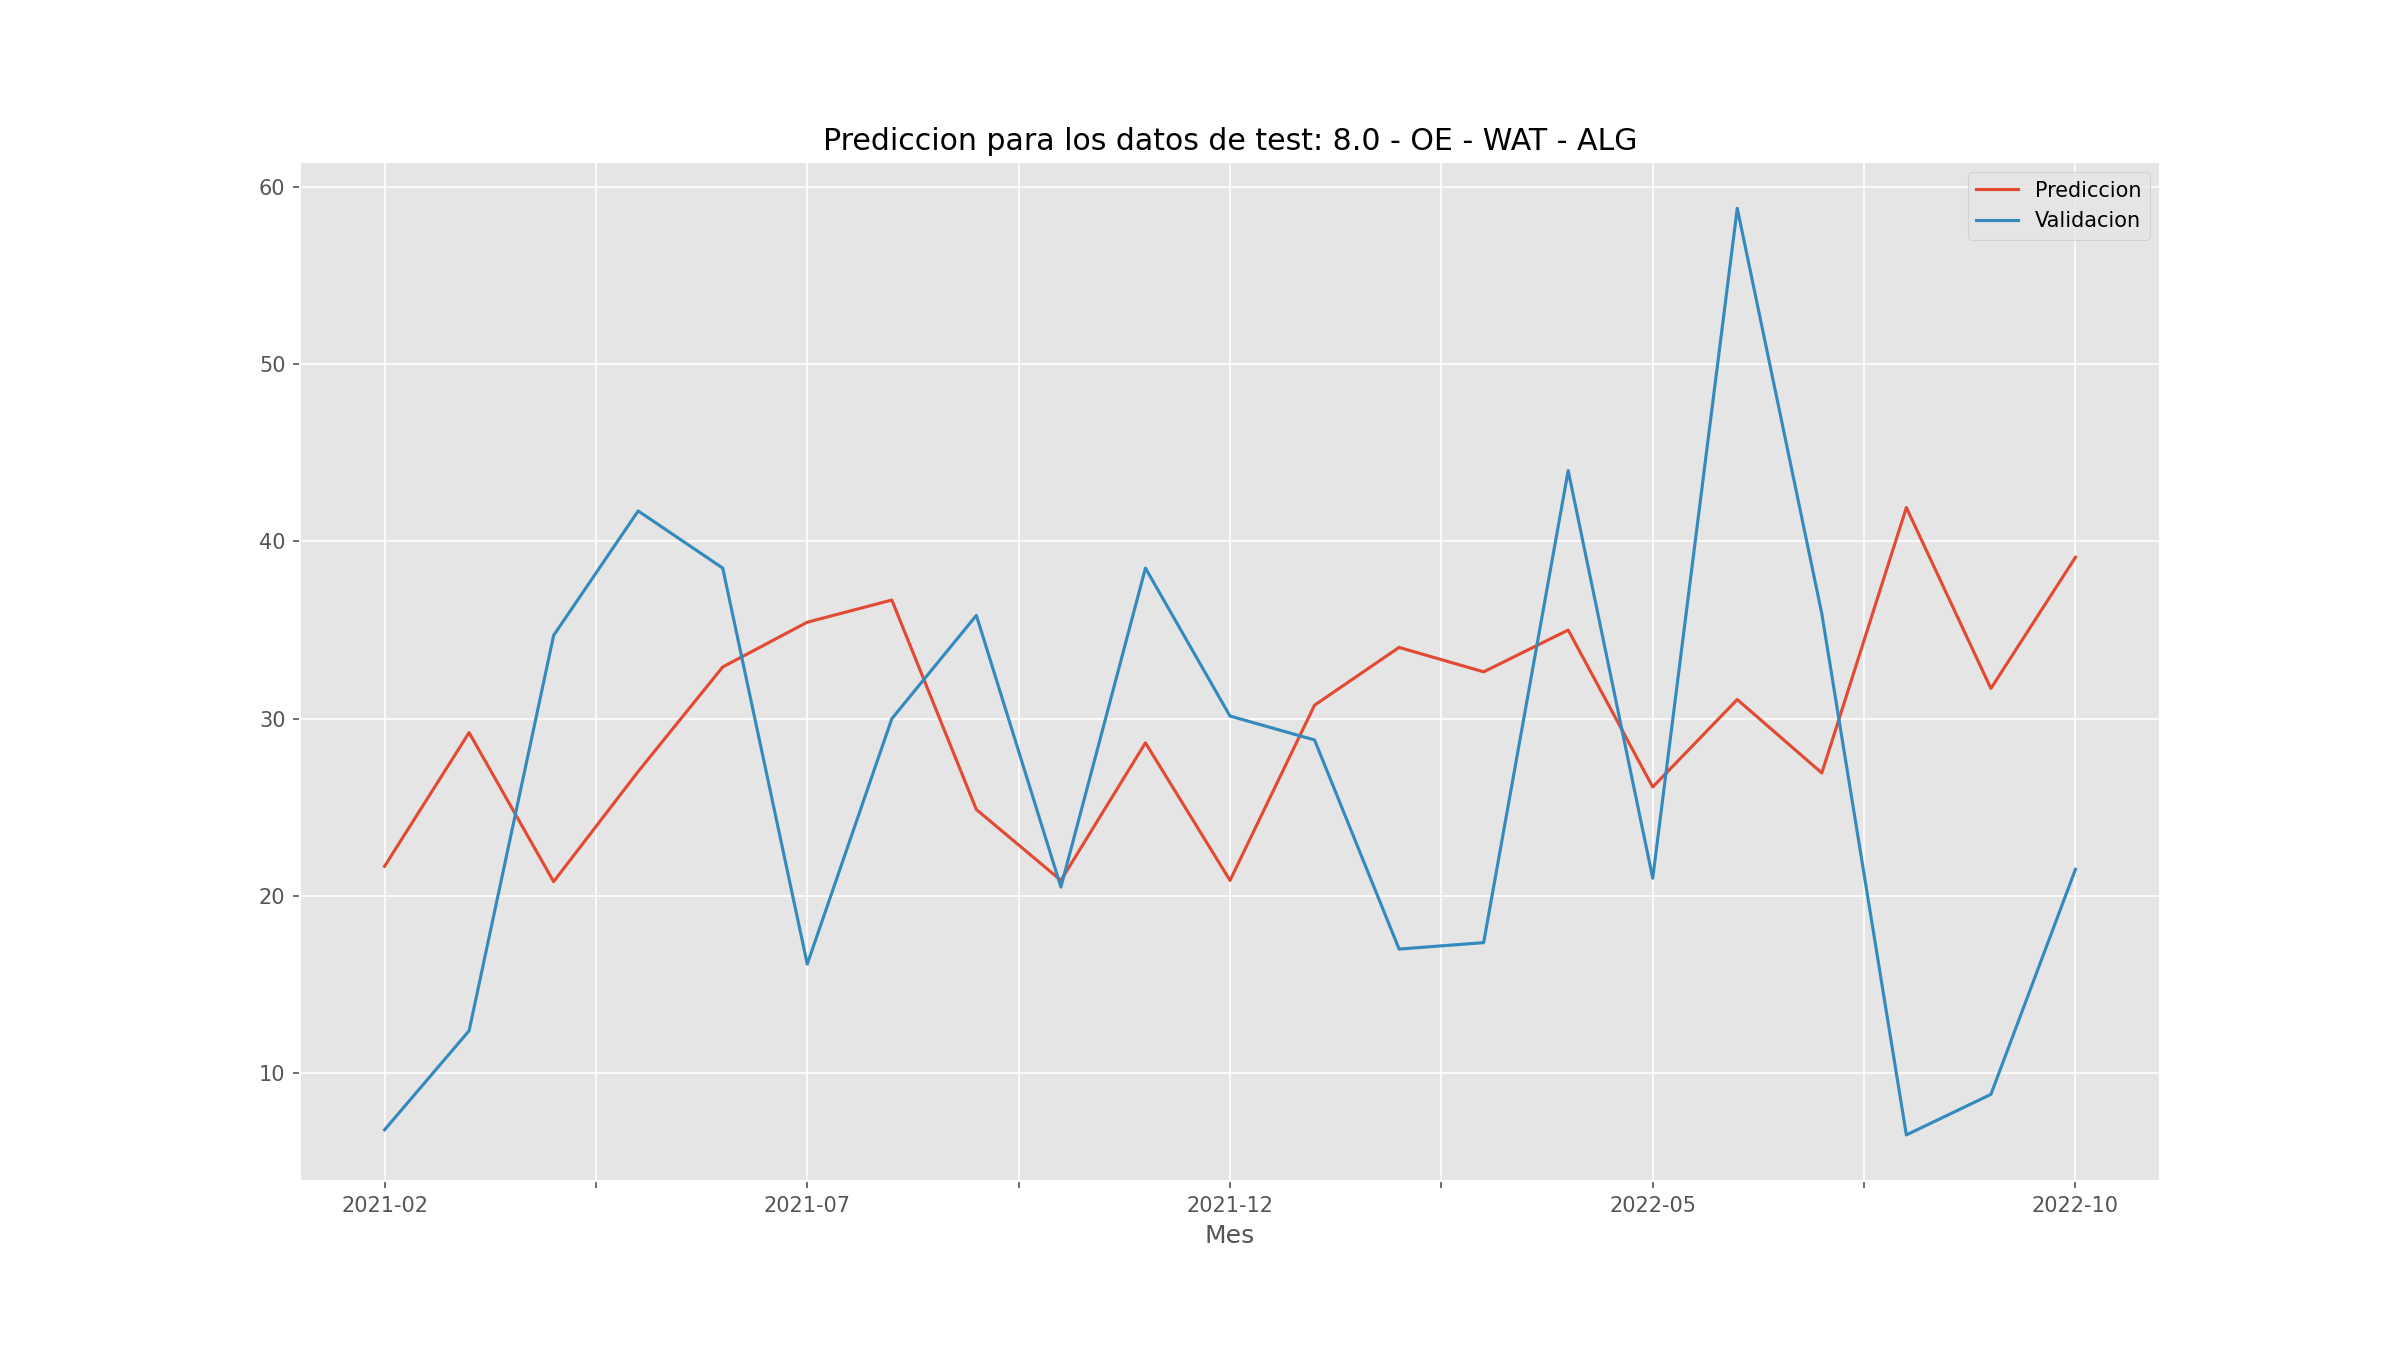 Prediccion para los datos de test: 8.0 - OE - WAT - ALG
Prediccion
Validacion
60
50
40
30
20
10
2021-02
2021-07
2021-12
2022-05
2022-10
Mes